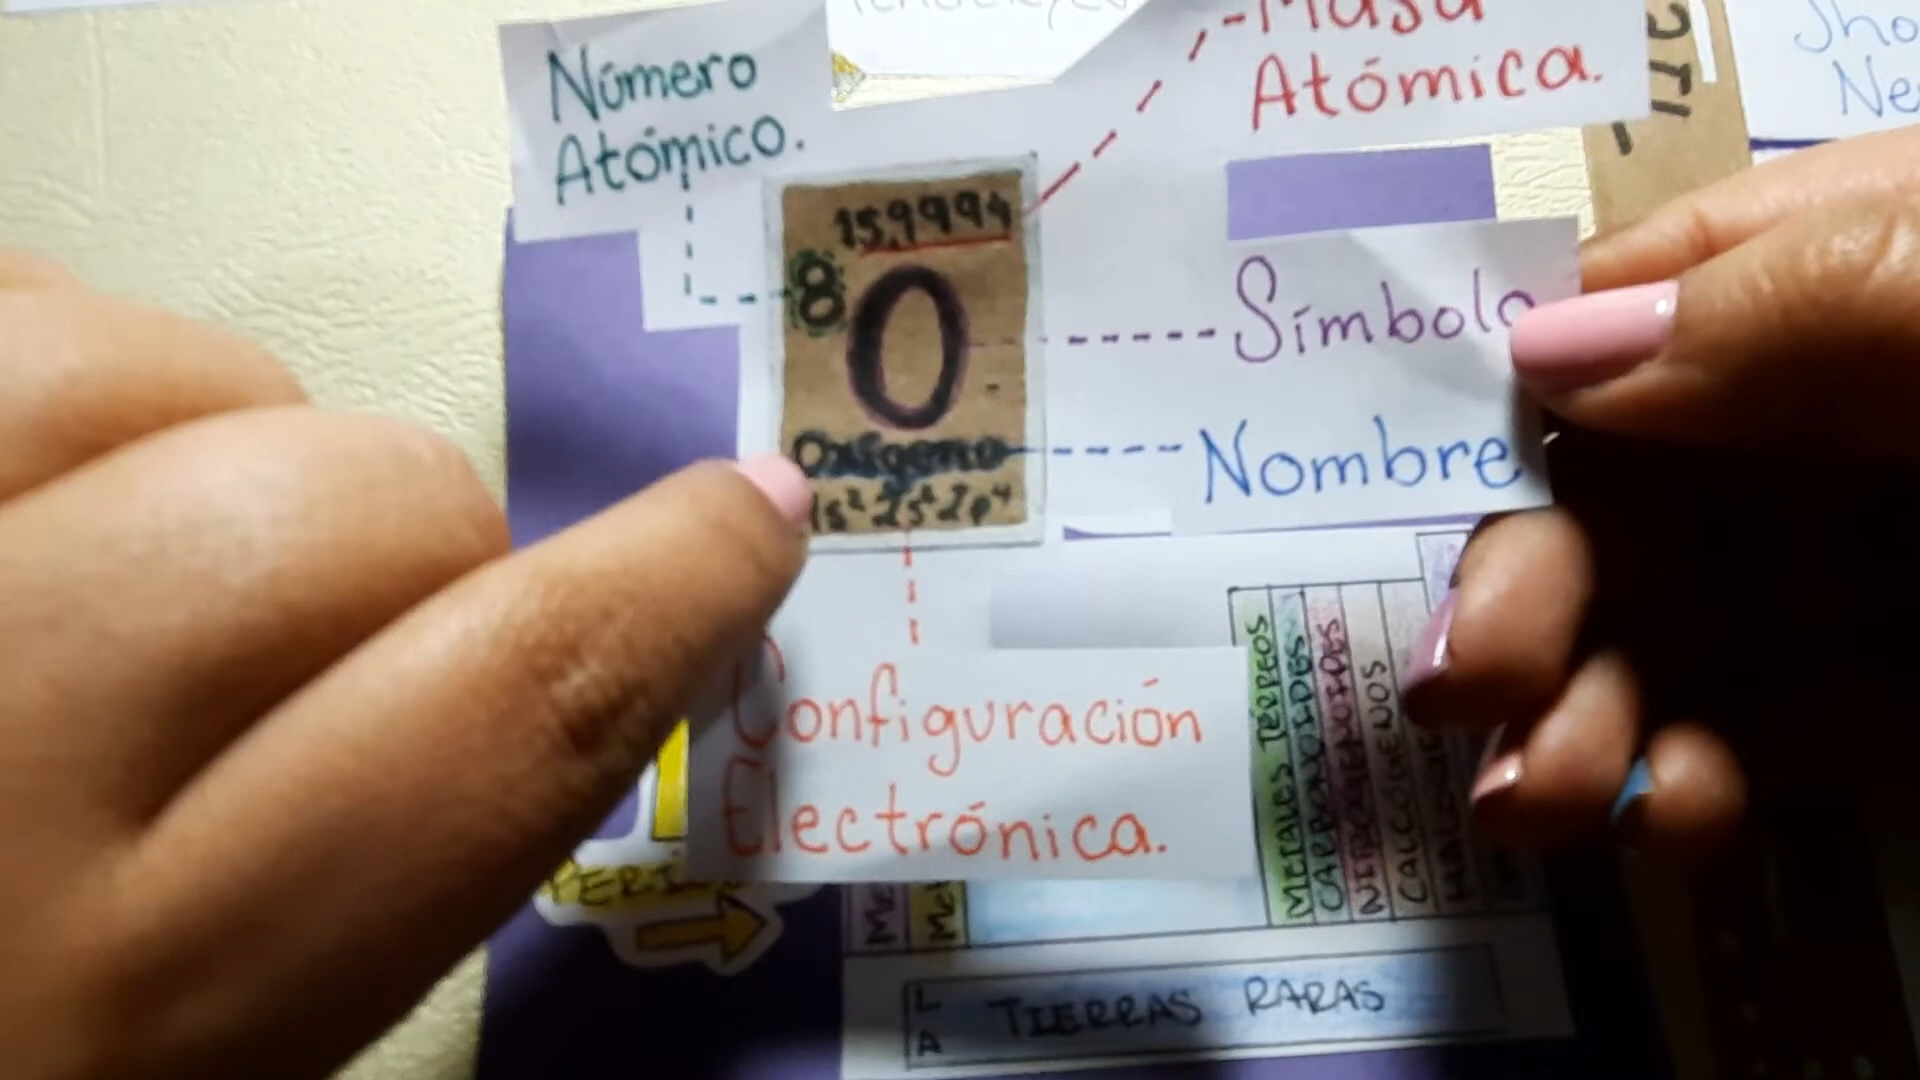 Número
Atómico.
Masa
Atómica.
15,9994
8
O
Símbolo
Oxígeno
Nombre
1s² 2s² 2p⁴
Configuración
Electrónica.
METALES TÉRREOS
CARBONOIDES
NITROGENOIDES
CALCÓGENOS
L
A
TIERRAS RARAS